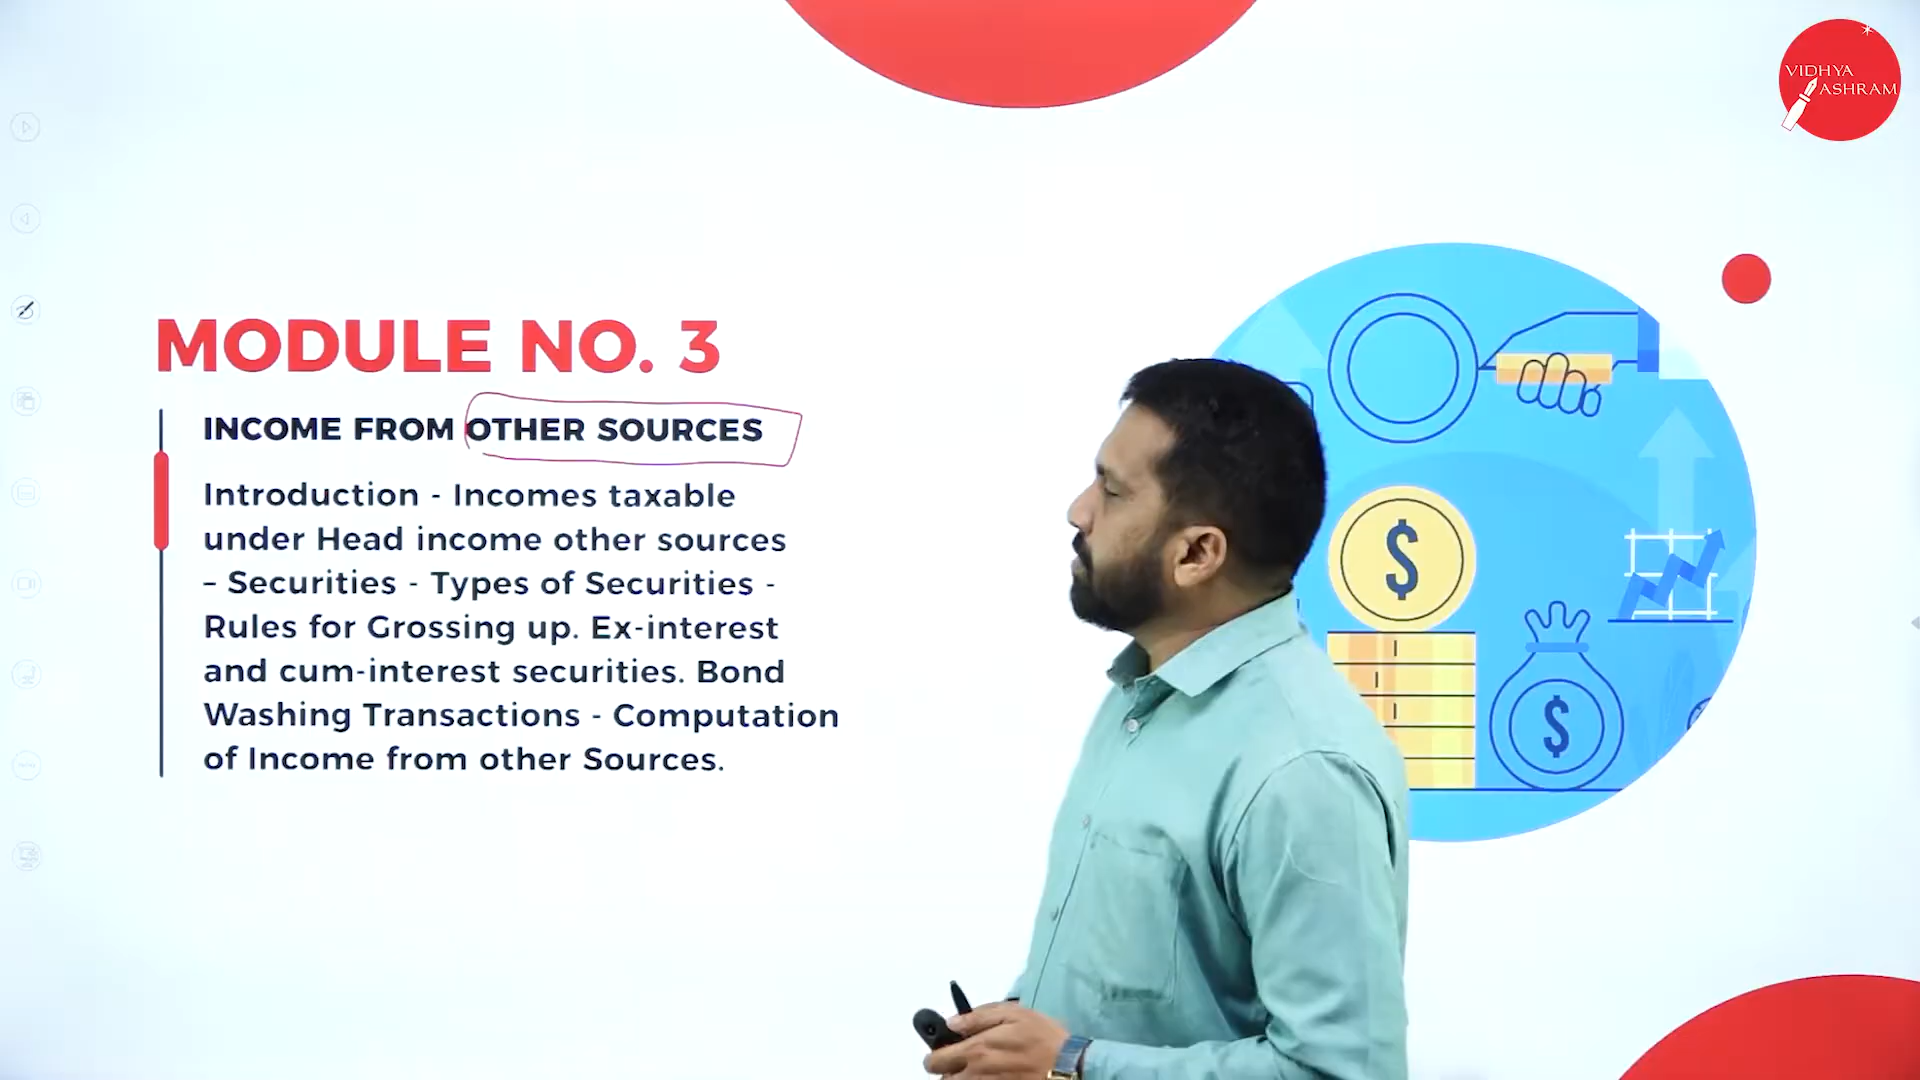 VIDHYA
ASHRAM
MODULE NO. 3
INCOME FROM OTHER SOURCES
Introduction - Incomes taxable
under Head income other sources
– Securities - Types of Securities -
Rules for Grossing up. Ex-interest
and cum-interest securities. Bond
Washing Transactions - Computation
of Income from other Sources.
$
$